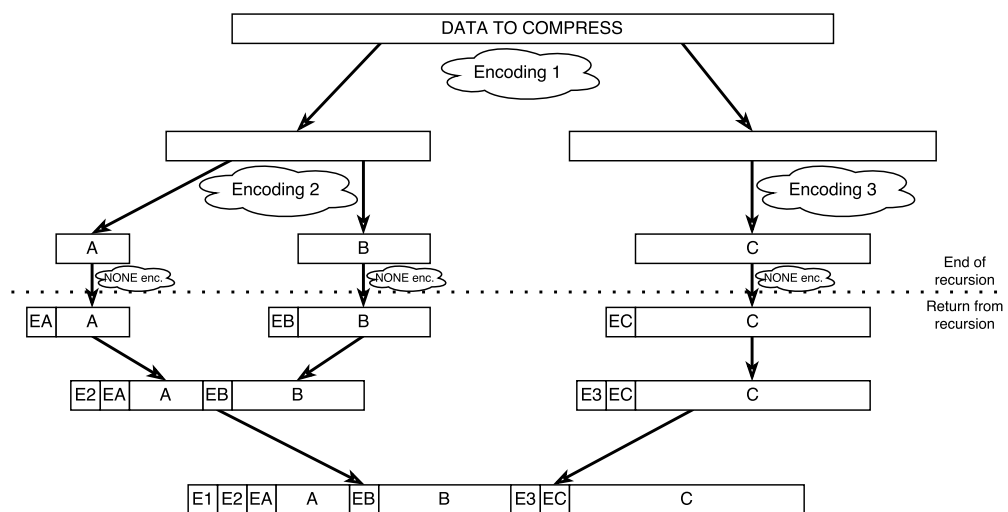 DATA TO COMPRESS
Encoding 1
Encoding 2
Encoding 3
A
B
C
NONE enc.
NONE enc.
NONE enc.
End of
recursion
Return from
recursion
EA A
EB B
EC C
E2 EA A EB B
E3 EC C
E1 E2 EA A EB B E3 EC C